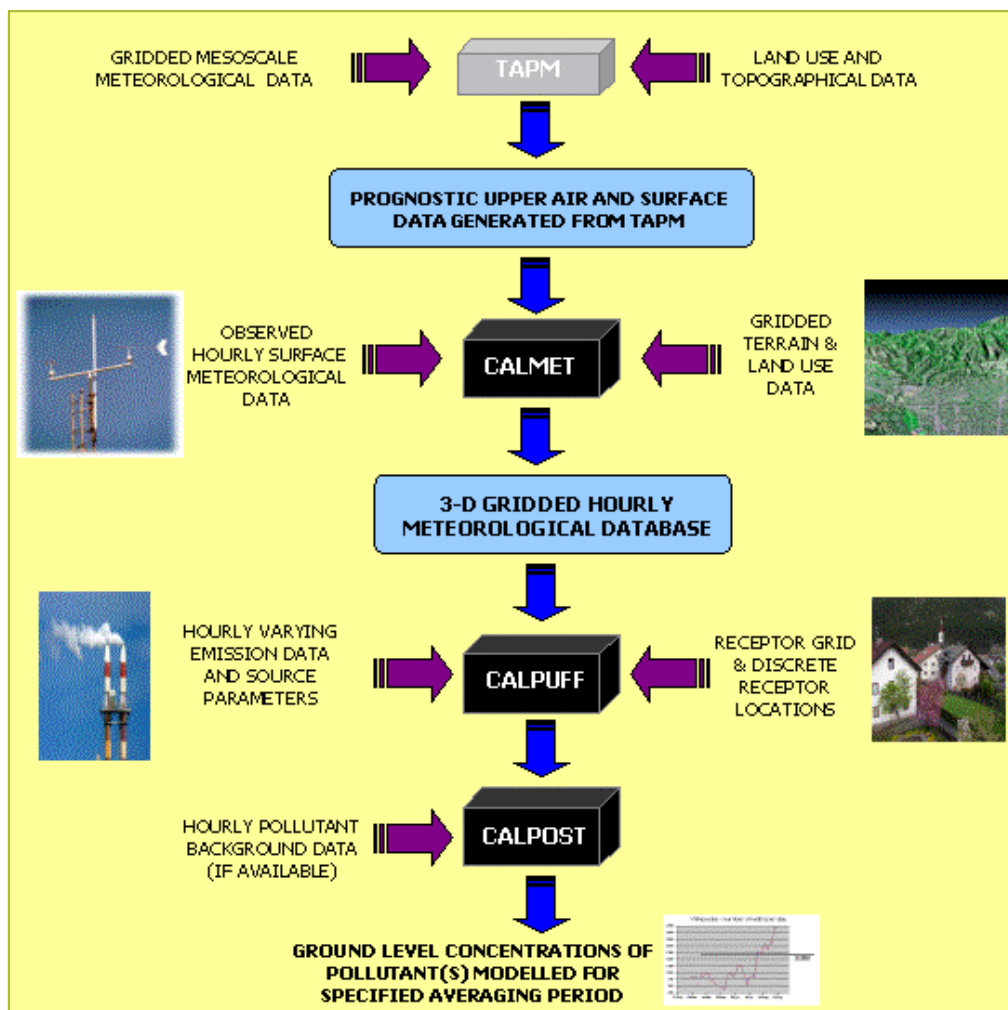 GRIDDED MESOSCALE
METEOROLOGICAL DATA
TAPM
LAND USE AND
TOPOGRAPHICAL DATA
PROGNOSTIC UPPER AIR AND SURFACE
DATA GENERATED FROM TAPM
OBSERVED
HOURLY SURFACE
METEOROLOGICAL
DATA
CALMET
GRIDDED
TERRAIN &
LAND USE
DATA
3-D GRIDDED HOURLY
METEOROLOGICAL DATABASE
HOURLY VARYING
EMISSION DATA
AND SOURCE
PARAMETERS
CALPUFF
RECEPTOR GRID
& DISCRETE
RECEPTOR
LOCATIONS
HOURLY POLLUTANT
BACKGROUND DATA
(IF AVAILABLE)
CALPOST
GROUND LEVEL CONCENTRATIONS OF
POLLUTANT(S) MODELLED FOR
SPECIFIED AVERAGING PERIOD